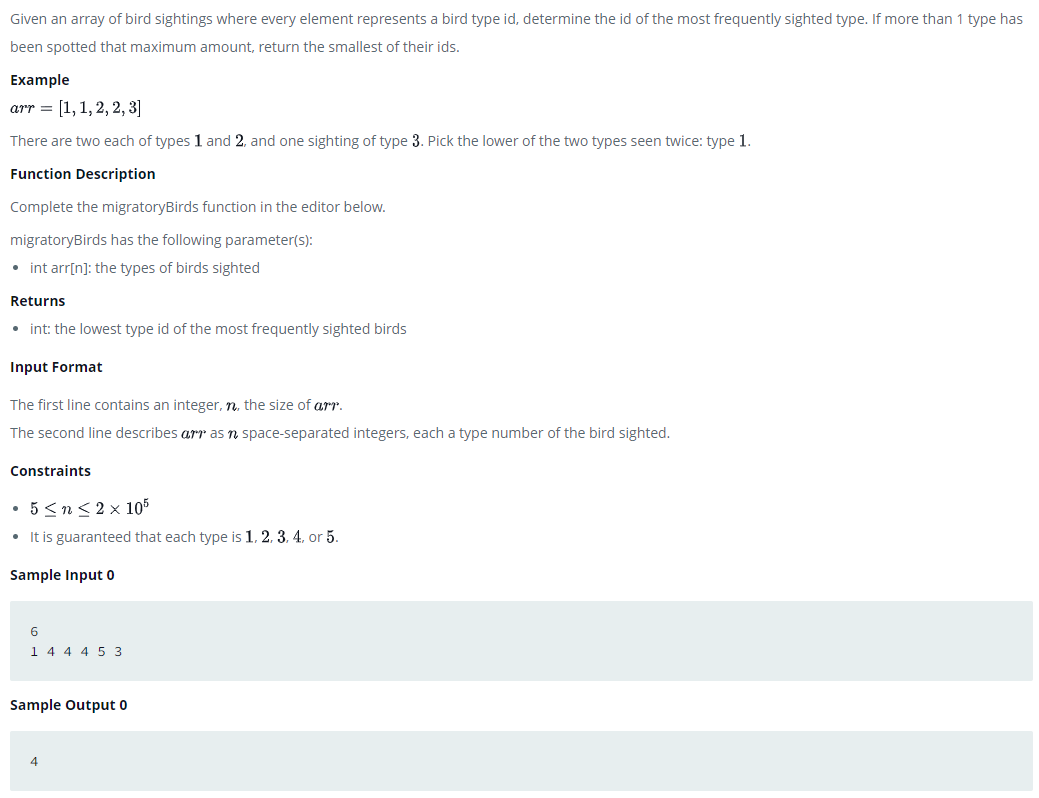 Given an array of bird sightings where every element represents a bird type id, determine the id of the most frequently sighted type. If more than 1 type has
been spotted that maximum amount, return the smallest of their ids.
Example
arr = [1, 1, 2, 2, 3]
There are two each of types 1 and 2, and one sighting of type 3. Pick the lower of the two types seen twice: type 1.
Function Description
Complete the migratoryBirds function in the editor below.
migratoryBirds has the following parameter(s):
• int arr[n]: the types of birds sighted
Returns
• int: the lowest type id of the most frequently sighted birds
Input Format
The first line contains an integer, n, the size of arr.
The second line describes arr as n space-separated integers, each a type number of the bird sighted.
Constraints
• 5 ≤ n ≤ 2 × 10⁵
• It is guaranteed that each type is 1, 2, 3, 4, or 5.
Sample Input 0
6
1 4 4 4 5 3
Sample Output 0
4